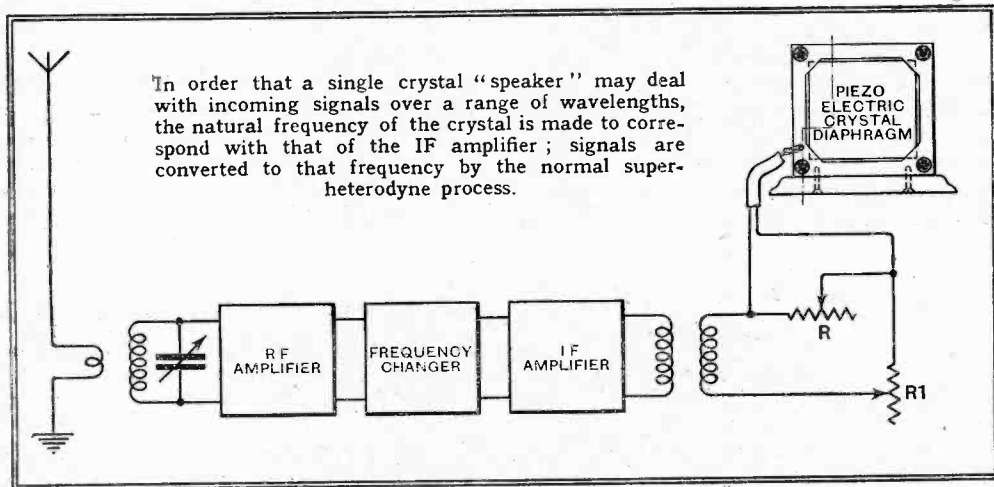 In order that a single crystal “speaker” may deal
with incoming signals over a range of wavelengths,
the natural frequency of the crystal is made to corre-
spond with that of the IF amplifier ; signals are
converted to that frequency by the normal super-
heterodyne process.
PIEZO
ELECTRIC
CRYSTAL
DIAPHRAGM
RF
AMPLIFIER
FREQUENCY
CHANGER
IF
AMPLIFIER
R
R1